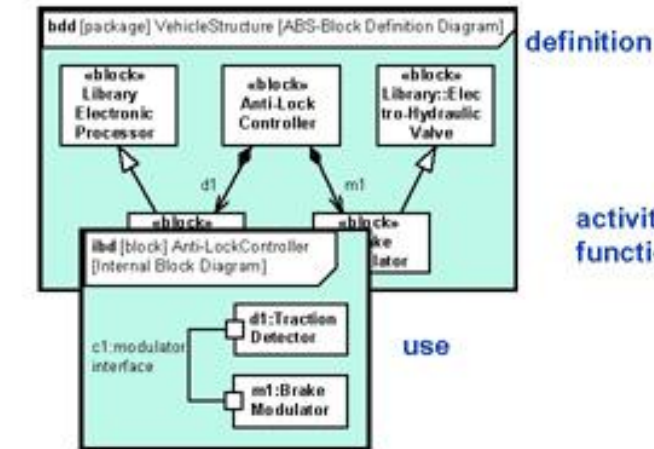 bdd [package] VehicleStructure [ABS-Block Definition Diagram]
definition
«block»
Library
Electronic
Processor
«block»
Anti-Lock
Controller
«block»
Library::Elec
tro-Hydraulic
Valve
d1
m1
«block»
«block»
ke
lator
activit
functi
ibd [block] Anti-LockController
[Internal Block Diagram]
d1:Traction
Detector
c1:modulator
interface
use
m1:Brake
Modulator